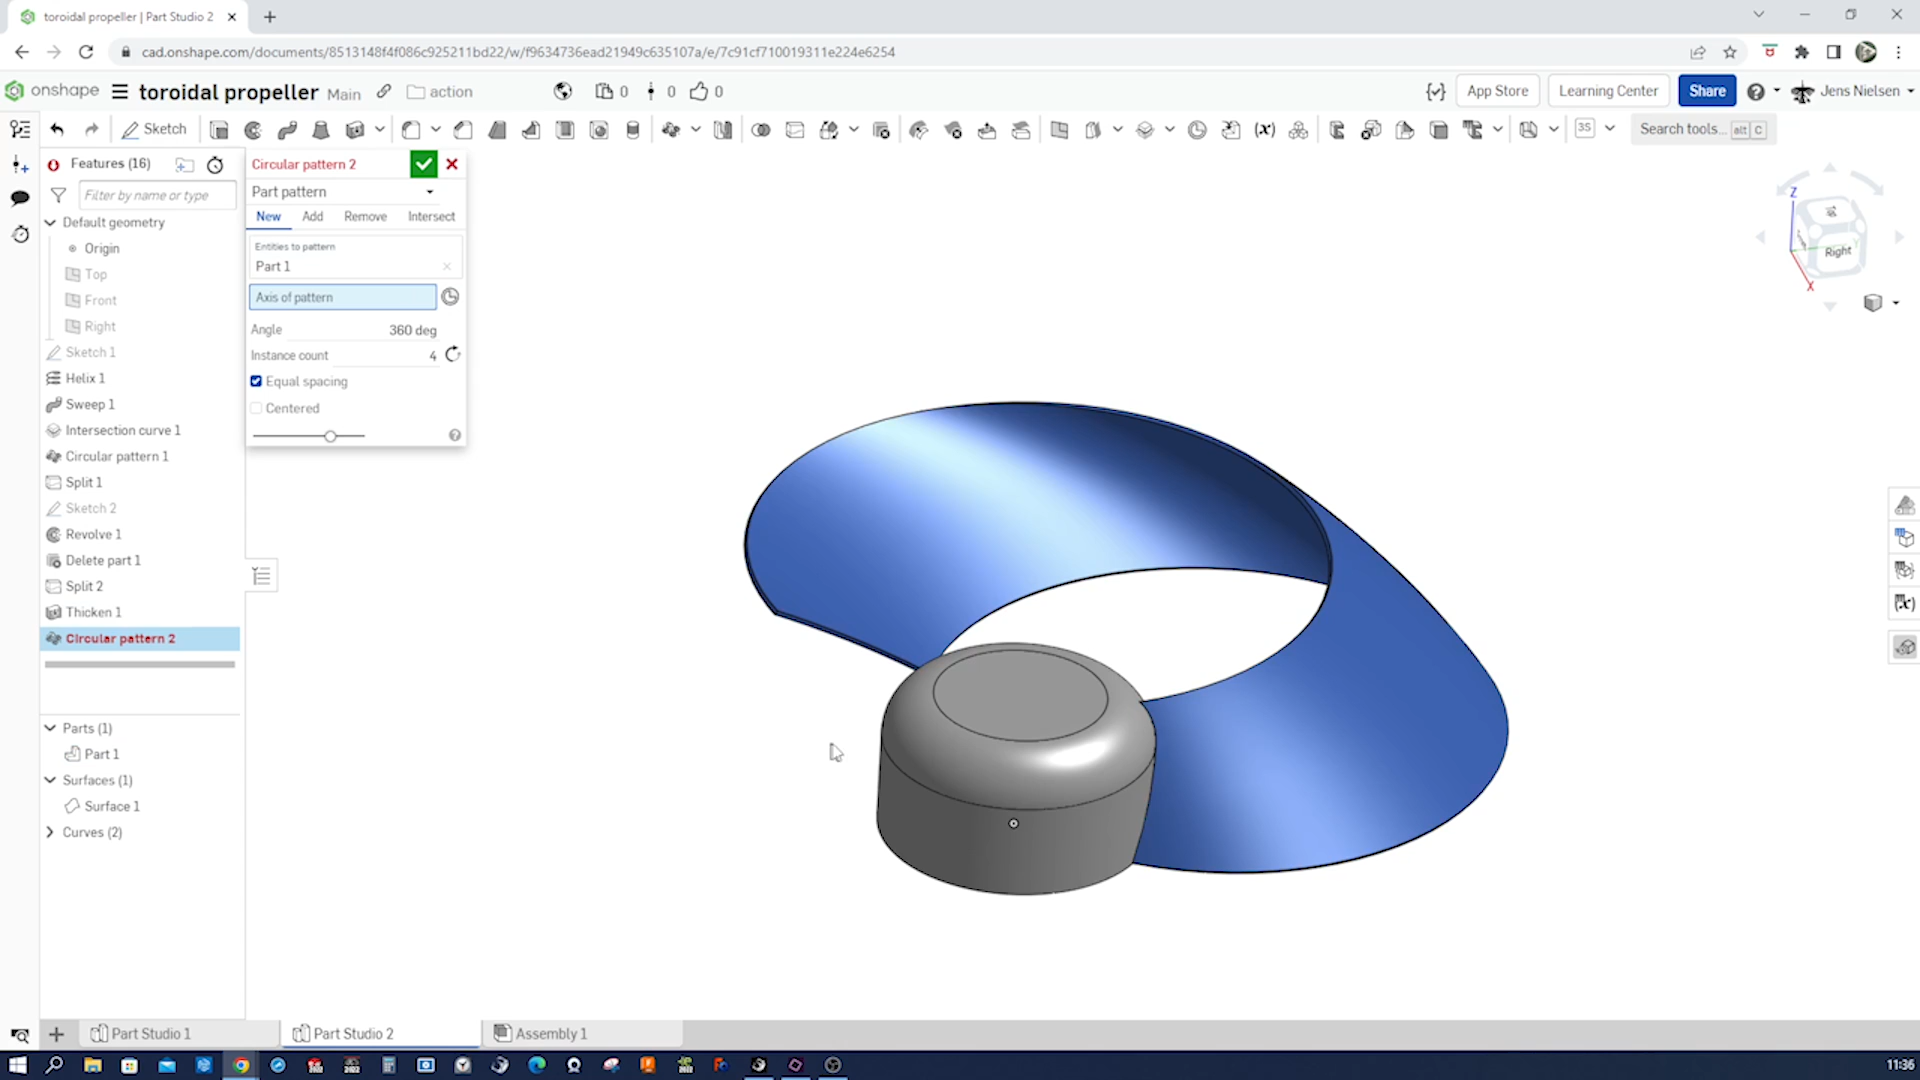 toroidal propeller | Part Studio 2
cad.onshape.com/documents/8513148f4f086c925211bd22/w/f9634736ead21949c635107a/e/7c91cf710019311e224e6254
onshape toroidal propeller Main action 0 0 0 App Store Learning Center Share Jens Nielsen
Sketch Search tools... alt C
Features (16)
Filter by name or type
Default geometry
Origin
Top
Front
Right
Sketch 1
Helix 1
Sweep 1
Intersection curve 1
Circular pattern 1
Split 1
Sketch 2
Revolve 1
Delete part 1
Split 2
Thicken 1
Circular pattern 2
Parts (1)
Part 1
Surfaces (1)
Surface 1
Curves (2)
Circular pattern 2
Part pattern
New Add Remove Intersect
Entities to pattern
Part 1
Axis of pattern
Angle 360 deg
Instance count 4
Equal spacing
Centered
Z
Right
X
Part Studio 1 Part Studio 2 Assembly 1
11:36